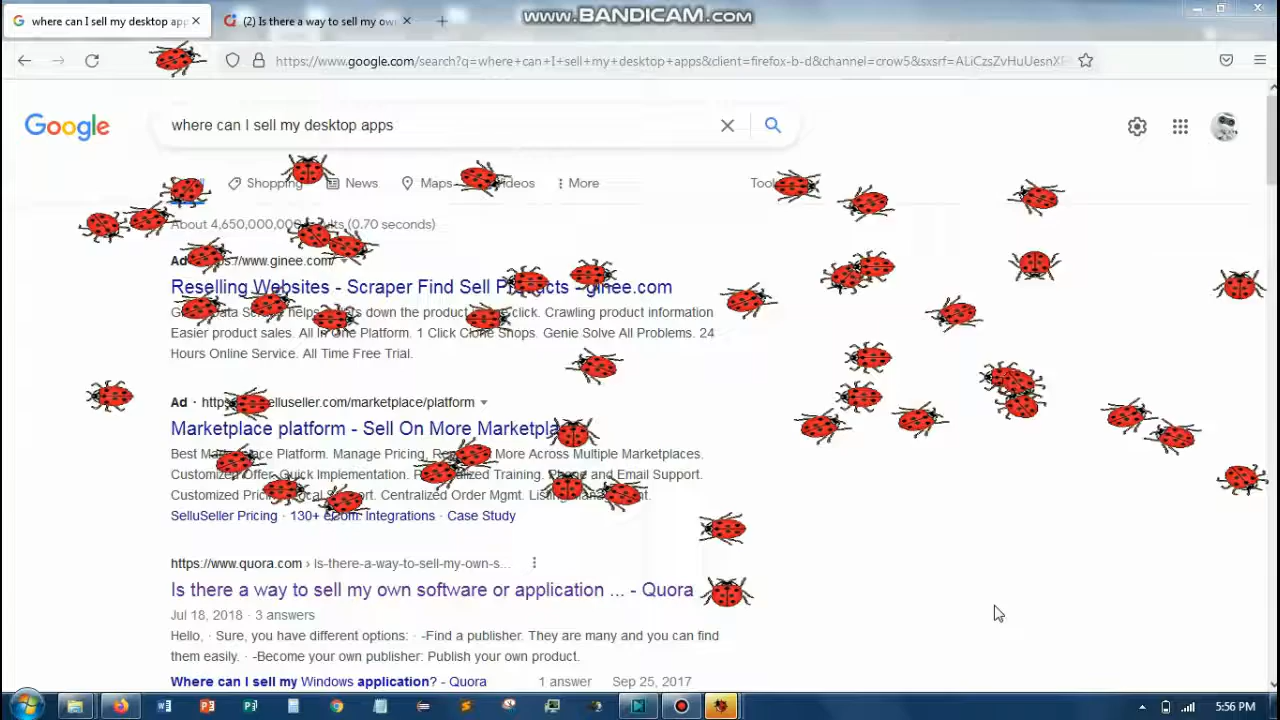 www.BANDICAM.com
where can I sell my desktop app
(2) Is there a way to sell my ow
https://www.google.com/search?q=where+can+I+sell+my+desktop+apps&client=firefox-b-d&channel=crow5&sxsrf=ALiCzsZvHuUesnX
Google
where can I sell my desktop apps
Shopping
News
Maps
More
About 4,650,000,000 (0.70 seconds)
Ad
Reselling Websites - Scraper Find Sell - ginee.com
down the product click. Crawling product information
Easier product sales. All In One Platform. 1 Click Shops. Genie Solve All Problems. 24
Hours Online Service. All Time Free Trial.
Ad · elluseller.com/marketplace/platform
Marketplace platform - Sell On More Marketpla
Best Platform. Manage Pricing, More Across Multiple Marketplaces.
Customized Offer. Quick Implementation. Training. Phone and Email Support.
Customized Centralized Order Mgmt.
SelluSeller Pricing · 130+ eCom. Integrations · Case Study
https://www.quora.com › Is-there-a-way-to-sell-my-own-s...
Is there a way to sell my own software or application ... - Quora
Jul 18, 2018 · 3 answers
Hello, · Sure, you have different options: · -Find a publisher. They are many and you can find
them easily. · -Become your own publisher: Publish your own product.
Where can I sell my Windows application? - Quora 1 answer Sep 25, 2017
5:56 PM